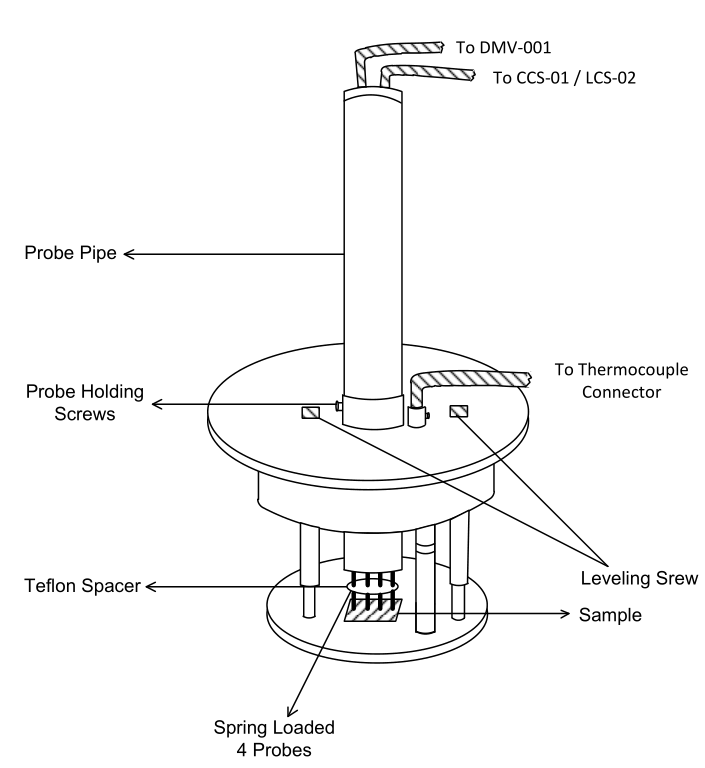 To DMV-001
To CCS-01 / LCS-02
Probe Pipe
To Thermocouple
Connector
Probe Holding
Screws
Leveling Srew
Teflon Spacer
Sample
Spring Loaded
4 Probes